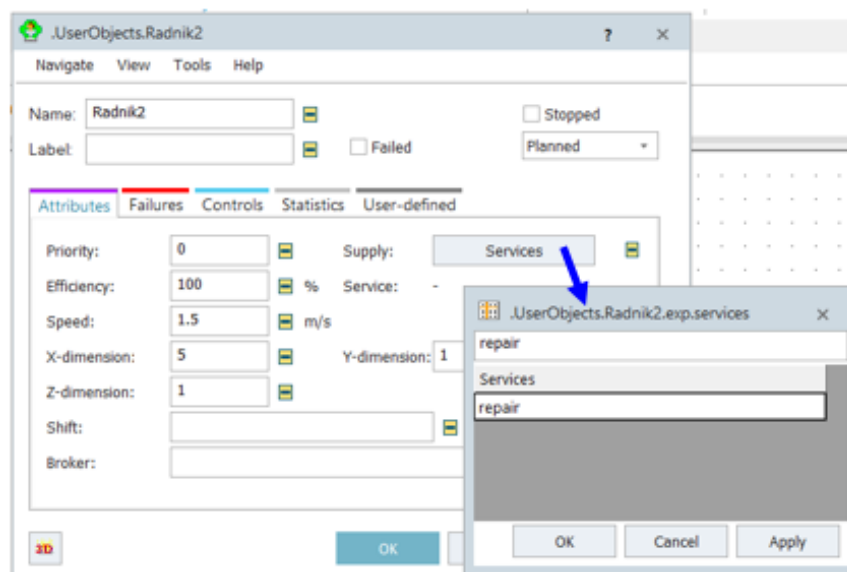 .UserObjects.Radnik2 ? ×
Navigate View Tools Help
Name: Radnik2 Stopped
Label: Failed Planned
Attributes Failures Controls Statistics User-defined
Priority: 0 Supply: Services
Efficiency: 100 % Service: -
Speed: 1.5 m/s
X-dimension: 5 Y-dimension: 1
Z-dimension: 1
Shift:
Broker:
3D OK
.UserObjects.Radnik2.exp.services ×
repair
Services
repair
OK Cancel Apply